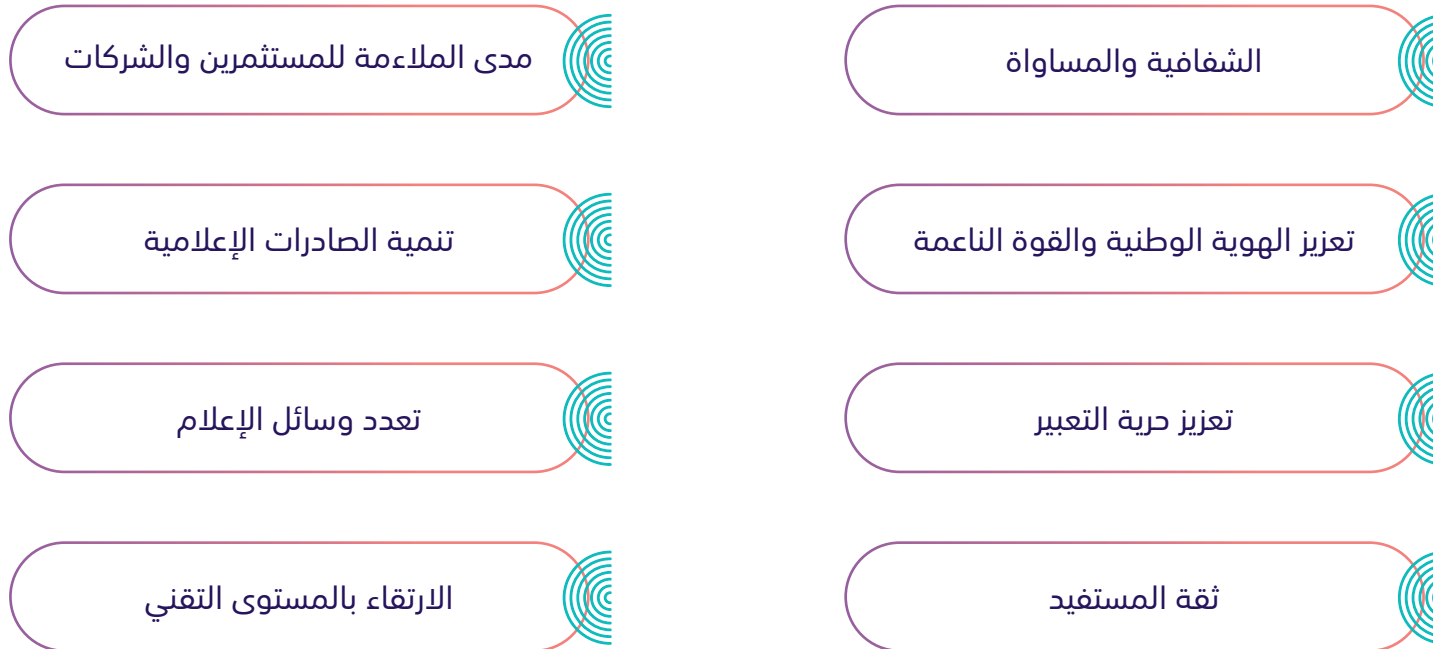 الشفافية والمساواة
مدى الملاءمة للمستثمرين والشركات
تعزيز الهوية الوطنية والقوة الناعمة
تنمية الصادرات الإعلامية
تعزيز حرية التعبير
تعدد وسائل الإعلام
ثقة المستفيد
الارتقاء بالمستوى التقني